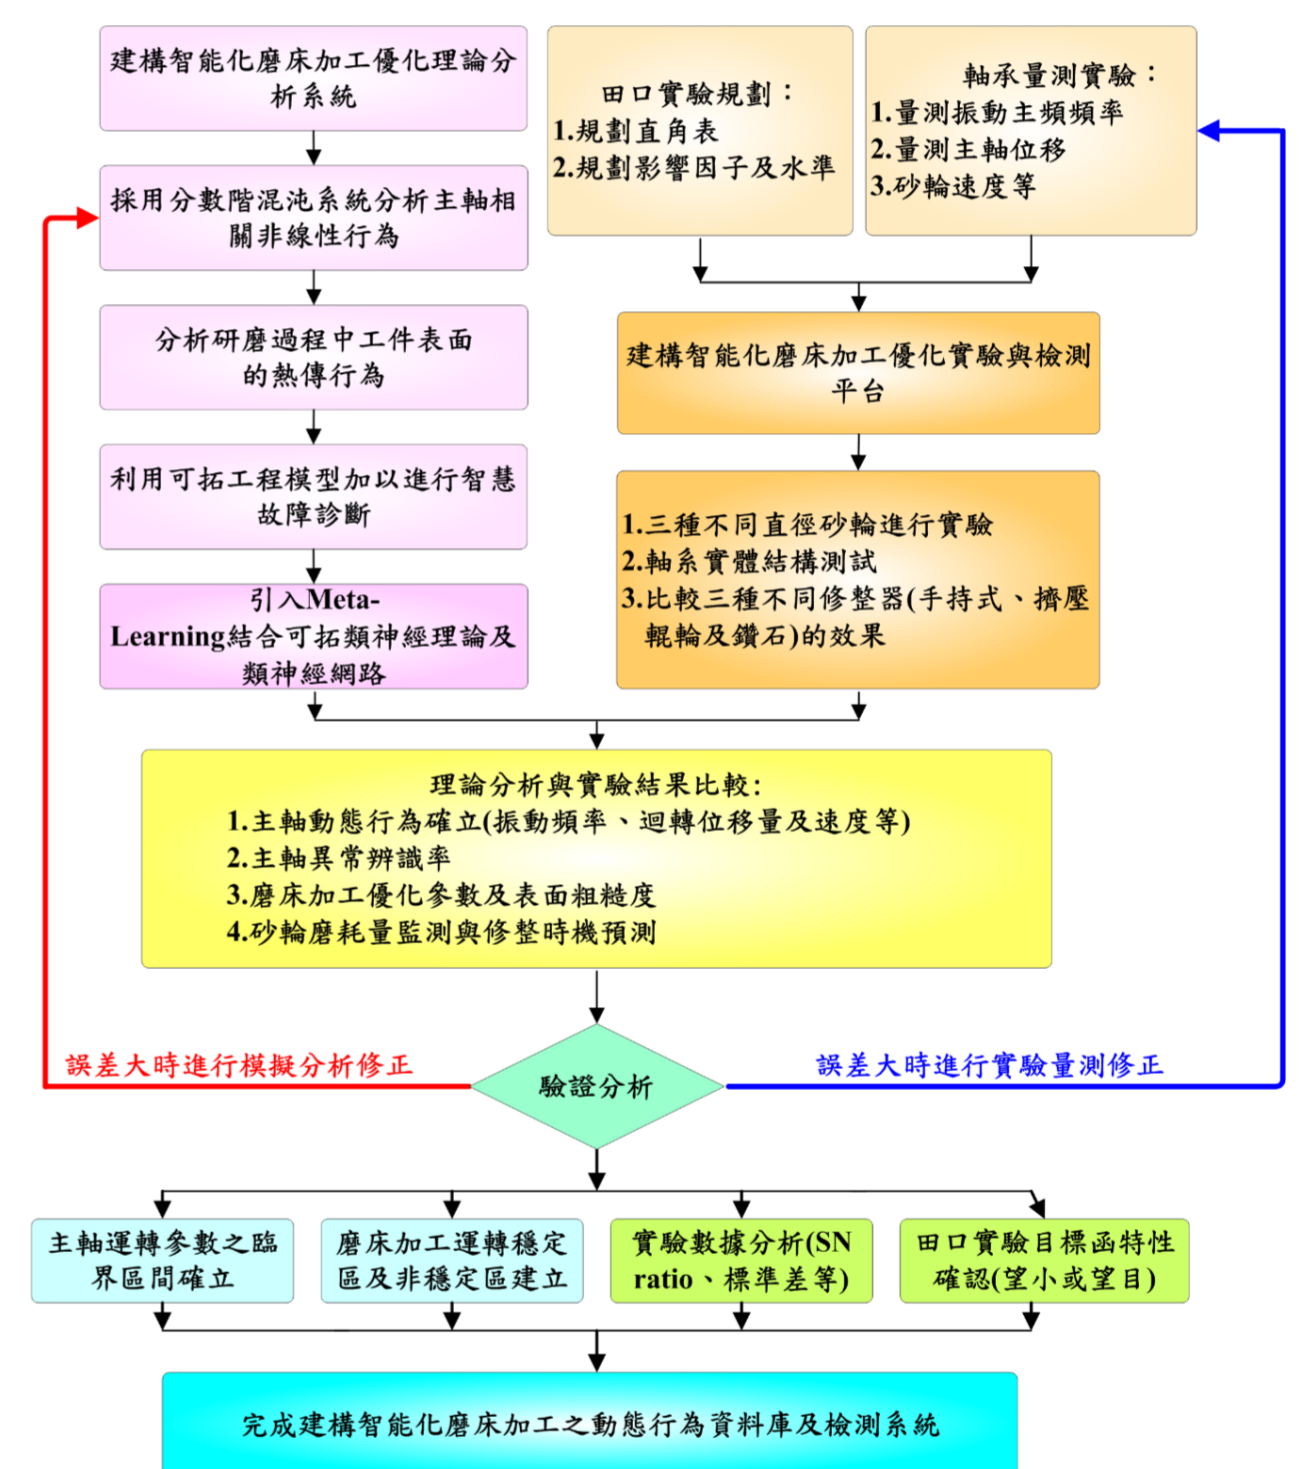 建構智能化磨床加工優化理論分
析系統
採用分數階混沌系統分析主軸相
關非線性行為
分析研磨過程中工件表面
的熱傳行為
利用可拓工程模型加以進行智慧
故障診斷
引入Meta-
Learning結合可拓類神經理論及
類神經網路
田口實驗規劃：
1.規劃直角表
2.規劃影響因子及水準
軸承量測實驗：
1.量測振動主頻頻率
2.量測主軸位移
3.砂輪速度等
建構智能化磨床加工優化實驗與檢測
平台
1.三種不同直徑砂輪進行實驗
2.軸系實體結構測試
3.比較三種不同修整器(手持式、擠壓
輥輪及鑽石)的效果
理論分析與實驗結果比較:
1.主軸動態行為確立(振動頻率、迴轉位移量及速度等)
2.主軸異常辨識率
3.磨床加工優化參數及表面粗糙度
4.砂輪磨耗量監測與修整時機預測
誤差大時進行模擬分析修正
驗證分析
誤差大時進行實驗量測修正
主軸運轉參數之臨
界區間確立
磨床加工運轉穩定
區及非穩定區建立
實驗數據分析(SN
ratio、標準差等)
田口實驗目標函特性
確認(望小或望目)
完成建構智能化磨床加工之動態行為資料庫及檢測系統